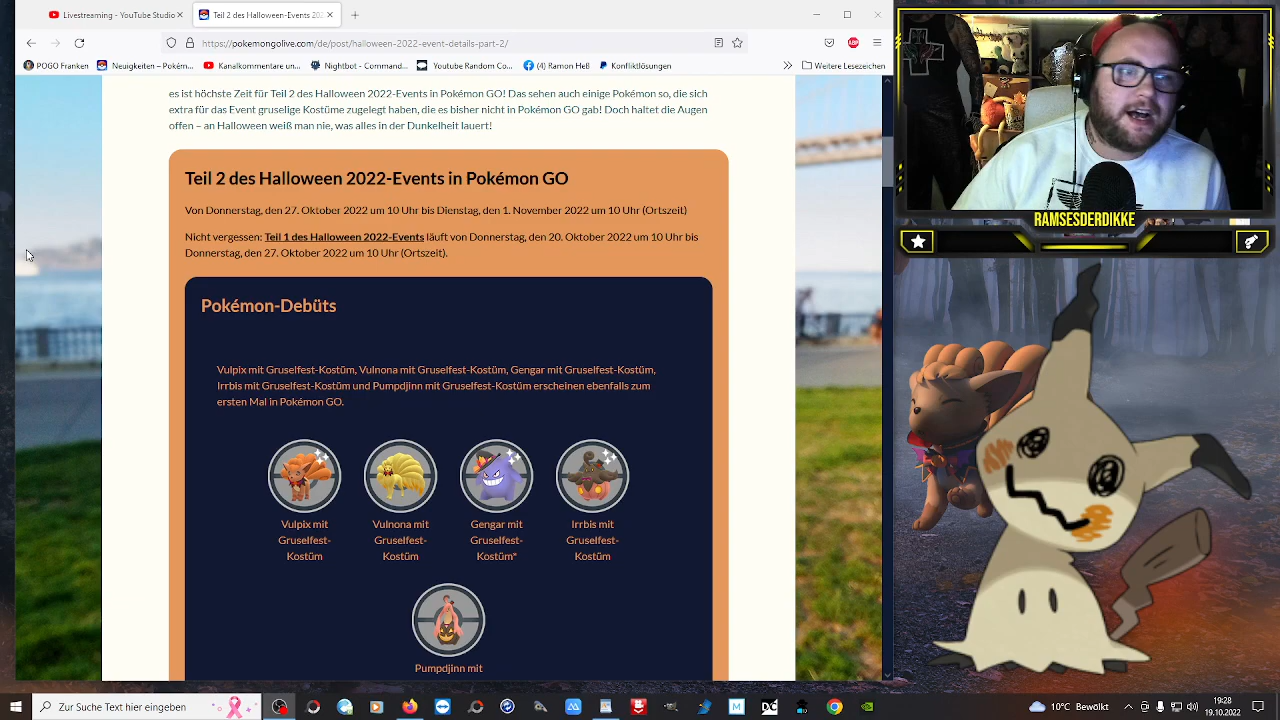 Livestreaming - YouTube Studio
Teil 2 des Halloween-Events 202
https://pokemon
post/halloween-2022-event-details-part-2/
POGO Franken
Neuigkeiten – Pokém...
Nightbot - Command...
Youtube Random Co...
(4) Simon Heß
Konfliktlösungen
Weitere Lesezeichen
es höchste Zeit für Teil 2 des Halloween 2022-Events in Pokémon GO! Das sehen auch einige Pokémon so, die sich
extra für das Event gruselige Kostüme zugelegt haben, die es bisher nicht in Pokémon GO gab! Doch haltet die Augen
offen – an Halloween weiß man nie, was alles in der Dunkelheit lauert!
Teil 2 des Halloween 2022-Events in Pokémon GO
Von Donnerstag, den 27. Oktober 2022 um 10 Uhr bis Dienstag, den 1. November 2022 um 10 Uhr (Ortszeit)
Nicht vergessen: Teil 1 des Halloween 2022-Events läuft von Donnerstag, den 20. Oktober 2022 um 10 Uhr bis
Donnerstag, den 27. Oktober 2022 um 10 Uhr (Ortszeit).
Pokémon-Debüts
Vulpix mit Gruselfest-Kostüm, Vulnona mit Gruselfest-Kostüm, Gengar mit Gruselfest-Kostüm,
Irrbis mit Gruselfest-Kostüm und Pumpdjinn mit Gruselfest-Kostüm erscheinen ebenfalls zum
ersten Mal in Pokémon GO.
Vulpix mit
Gruselfest-
Kostüm
Vulnona mit
Gruselfest-
Kostüm
Gengar mit
Gruselfest-
Kostüm*
Irrbis mit
Gruselfest-
Kostüm
Pumpdjinn mit
RAMSESDERDIKKE
Zur Suche Text hier eingeben
10°C Bewölkt
19:28
19.10.2022